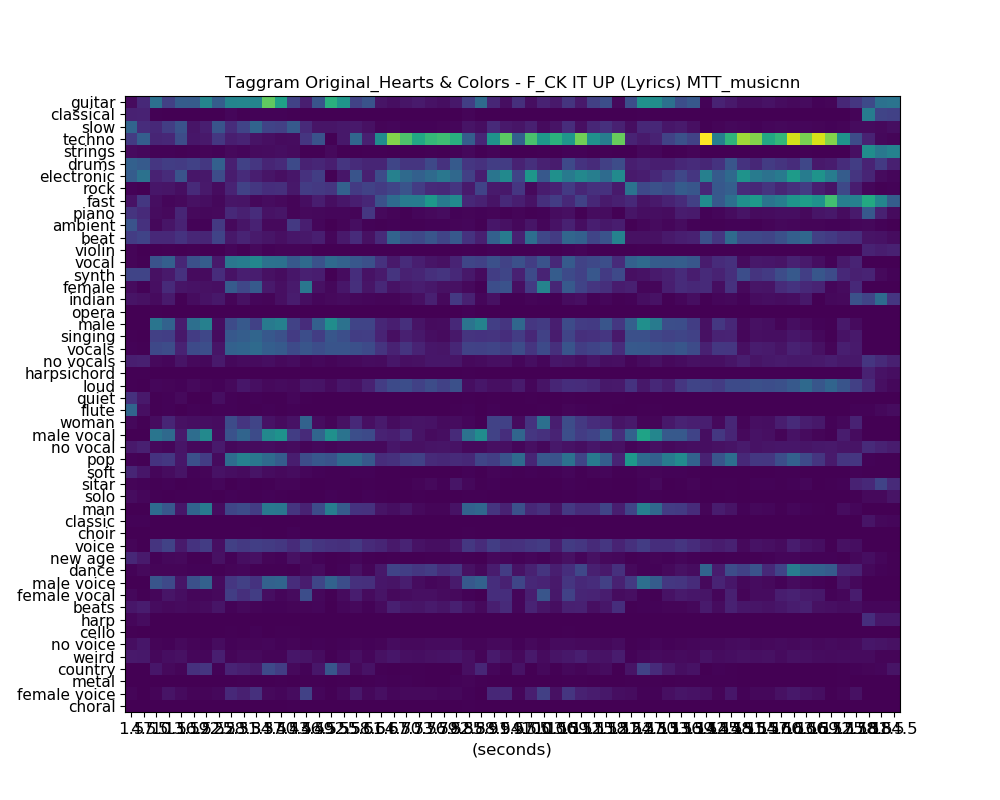 Taggram Original_Hearts & Colors - F_CK IT UP (Lyrics) MTT_musicnn
guitar
classical
slow
techno
strings
drums
electronic
rock
fast
piano
ambient
beat
violin
vocal
synth
female
indian
opera
male
singing
vocals
no vocals
harpsichord
loud
quiet
flute
woman
male vocal
no vocal
pop
soft
sitar
solo
man
classic
choir
voice
new age
dance
male voice
female vocal
beats
harp
cello
no voice
weird
country
metal
female voice
choral
(seconds)